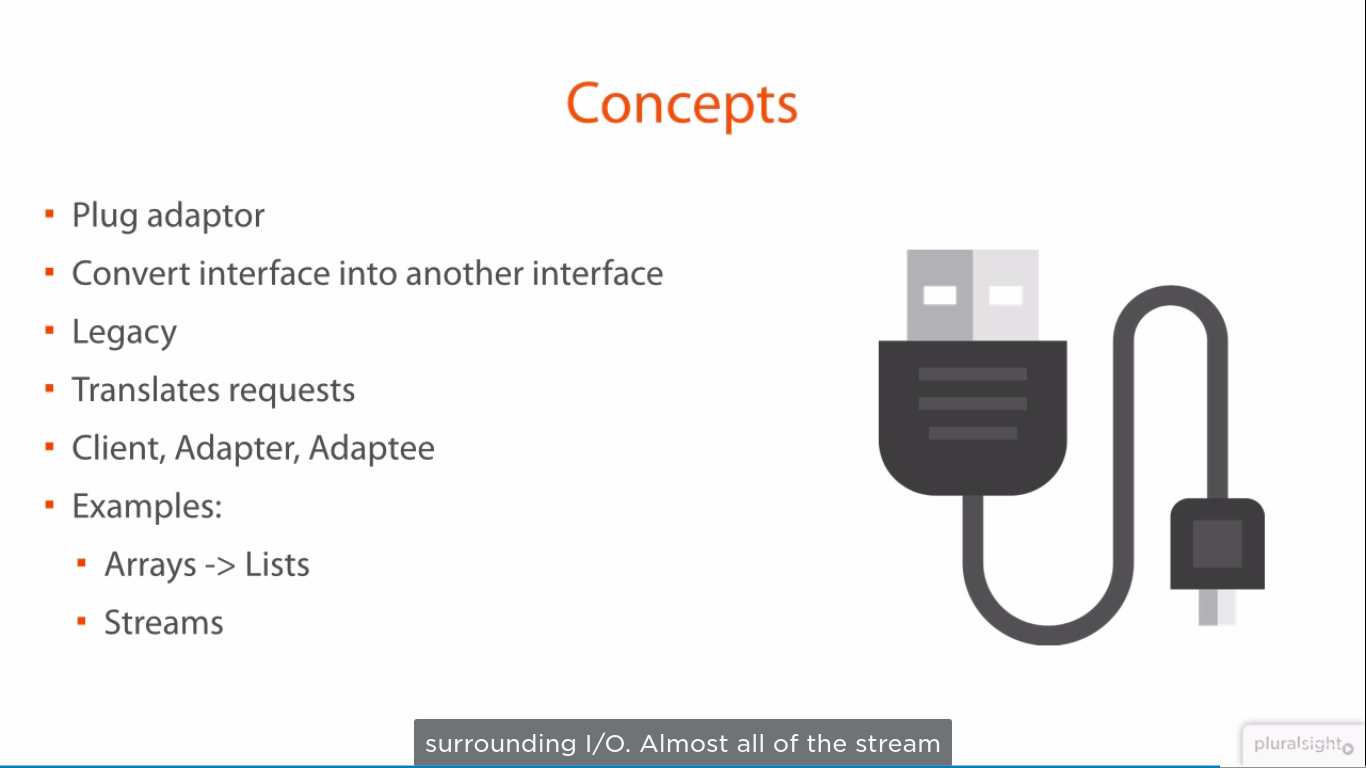 Concepts
Plug adaptor
Convert interface into another interface
Legacy
Translates requests
Client, Adapter, Adaptee
Examples:
Arrays -> Lists
Streams
surrounding I/O. Almost all of the stream
pluralsight